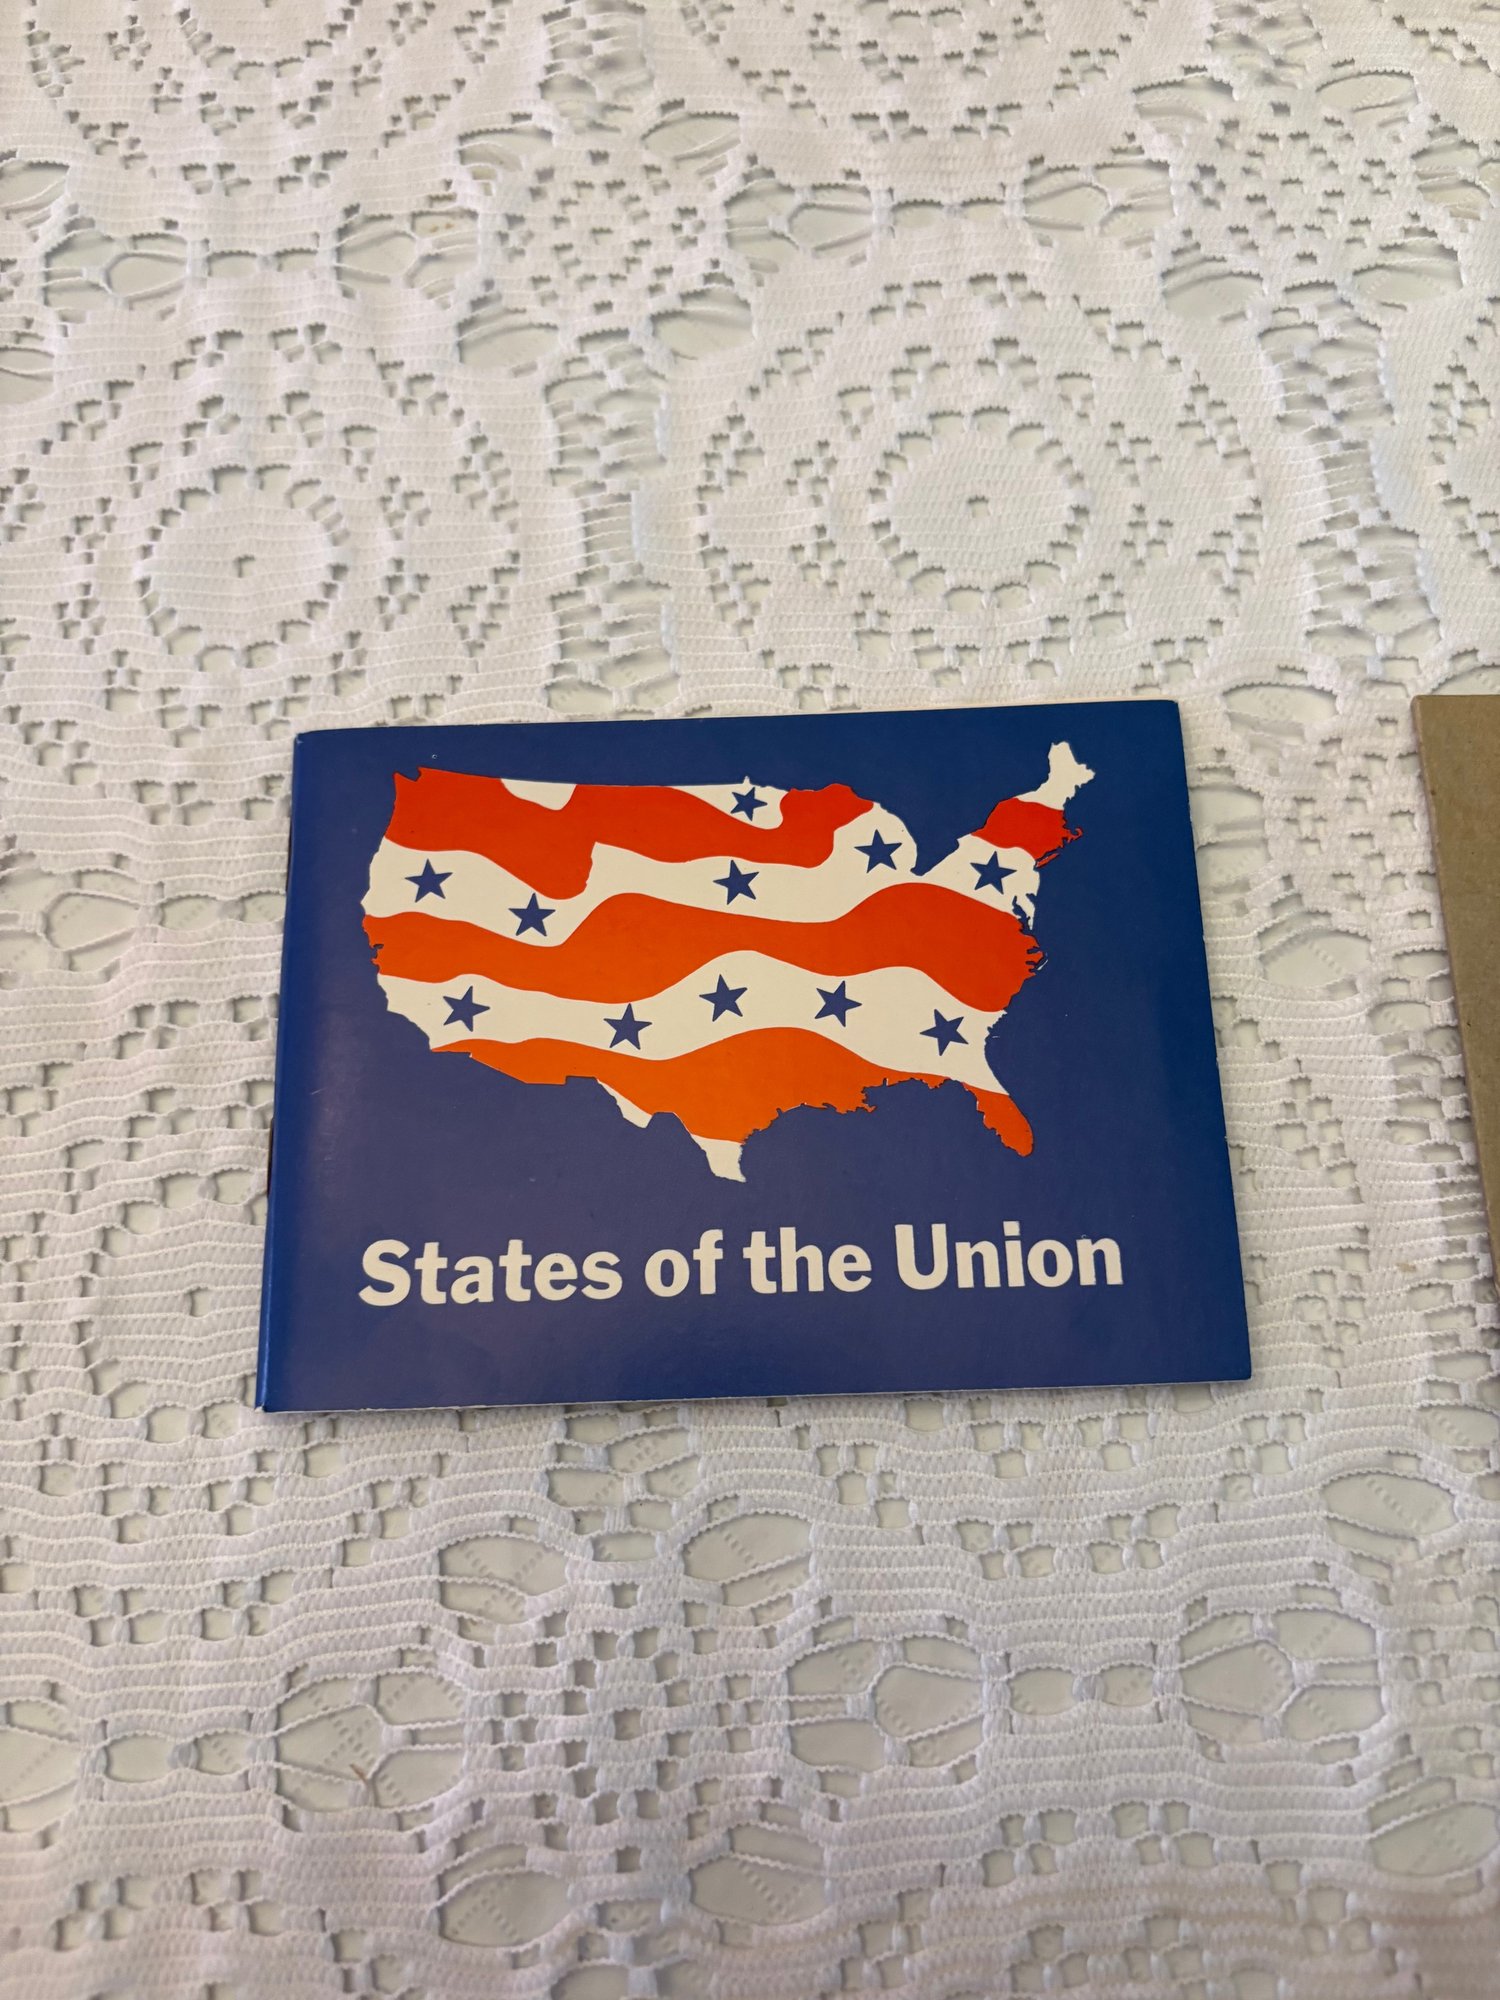 States of the Union